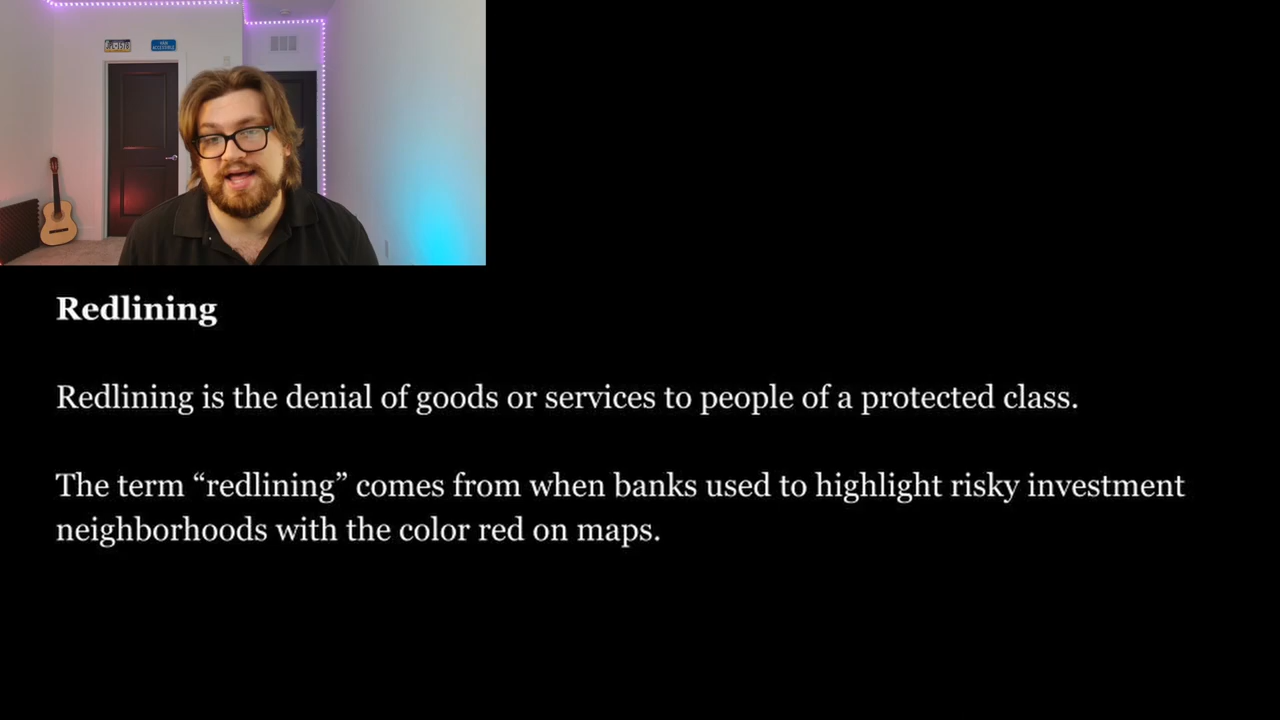 Redlining
Redlining is the denial of goods or services to people of a protected class.
The term “redlining” comes from when banks used to highlight risky investment
neighborhoods with the color red on maps.